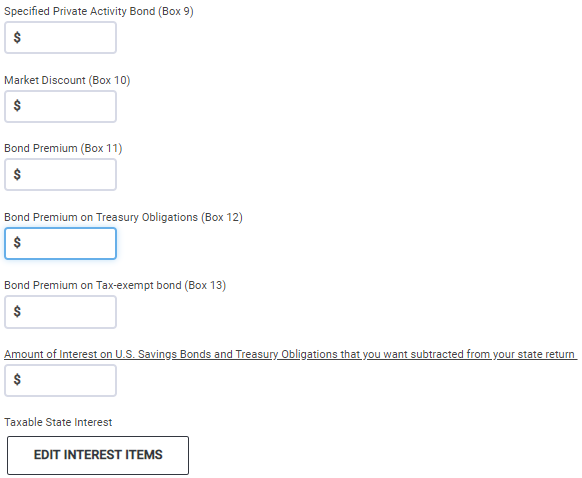 Specified Private Activity Bond (Box 9)
$
Market Discount (Box 10)
$
Bond Premium (Box 11)
$
Bond Premium on Treasury Obligations (Box 12)
$
Bond Premium on Tax-exempt bond (Box 13)
$
Amount of Interest on U.S. Savings Bonds and Treasury Obligations that you want subtracted from your state return
$
Taxable State Interest
EDIT INTEREST ITEMS